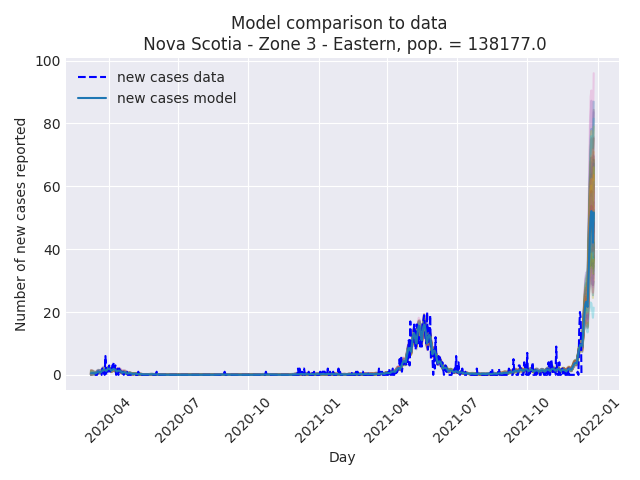 Model comparison to data
Nova Scotia - Zone 3 - Eastern, pop. = 138177.0
new cases data
new cases model
Number of new cases reported
100
80
60
40
20
0
2020-04
2020-07
2020-10
2021-01
2021-04
2021-07
2021-10
2022-01
Day